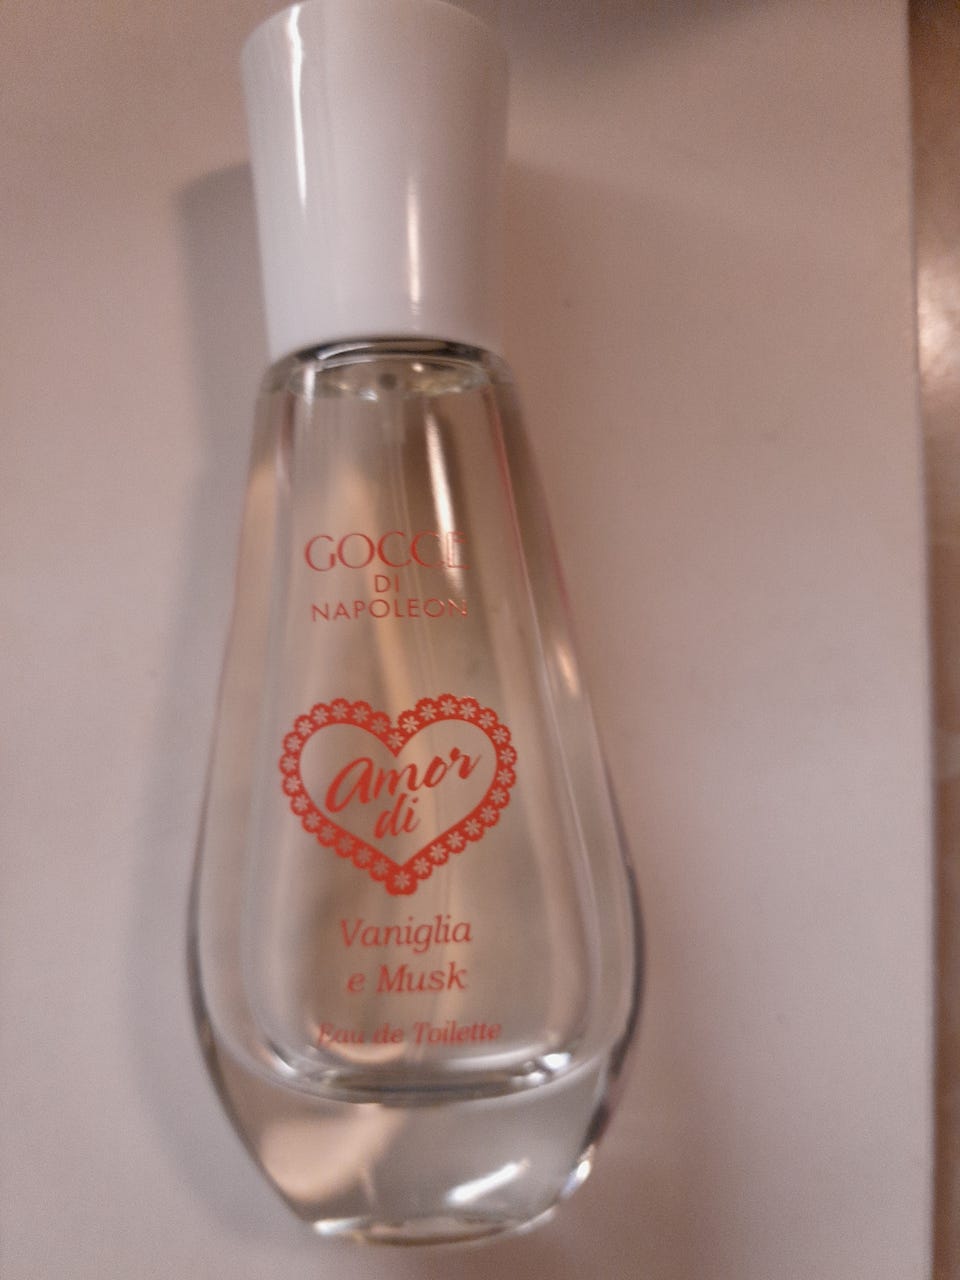 GOCCE
DI
NAPOLEON
Amor
di
Vaniglia
e Musk
Eau de Toilette